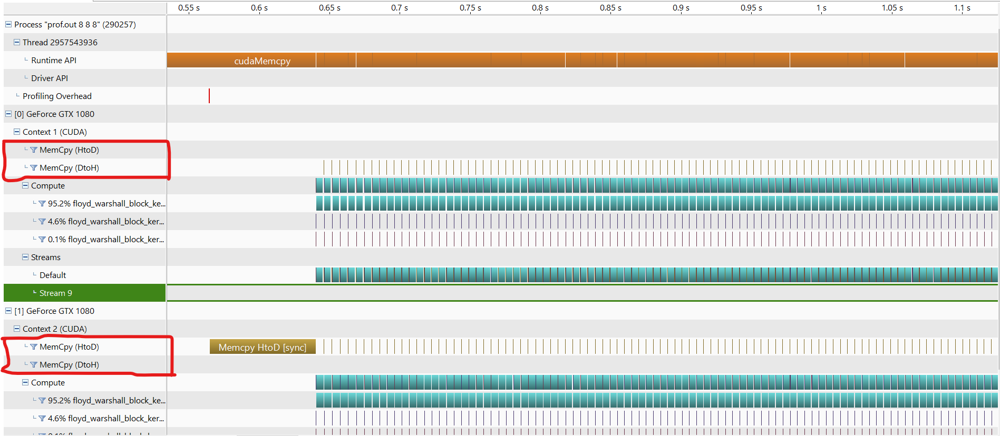 0.55 s 0.6 s 0.65 s 0.7 s 0.75 s 0.8 s 0.85 s 0.9 s 0.95 s 1 s 1.05 s 1.1 s
Process "prof.out 8 8 8" (290257)
Thread 2957543936
Runtime API cudaMemcpy
Driver API
Profiling Overhead
[0] GeForce GTX 1080
Context 1 (CUDA)
MemCpy (HtoD)
MemCpy (DtoH)
Compute
95.2% floyd_warshall_block_ke...
4.6% floyd_warshall_block_ker...
0.1% floyd_warshall_block_ker...
Streams
Default
Stream 9
[1] GeForce GTX 1080
Context 2 (CUDA)
MemCpy (HtoD) Memcpy HtoD [sync]
MemCpy (DtoH)
Compute
95.2% floyd_warshall_block_ke...
4.6% floyd_warshall_block_ker...